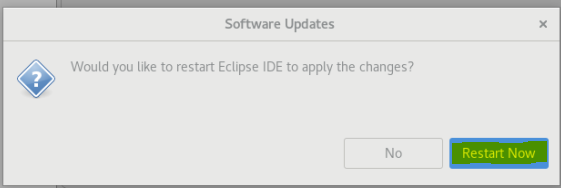 Software Updates
×
Would you like to restart Eclipse IDE to apply the changes?
?
No
Restart Now